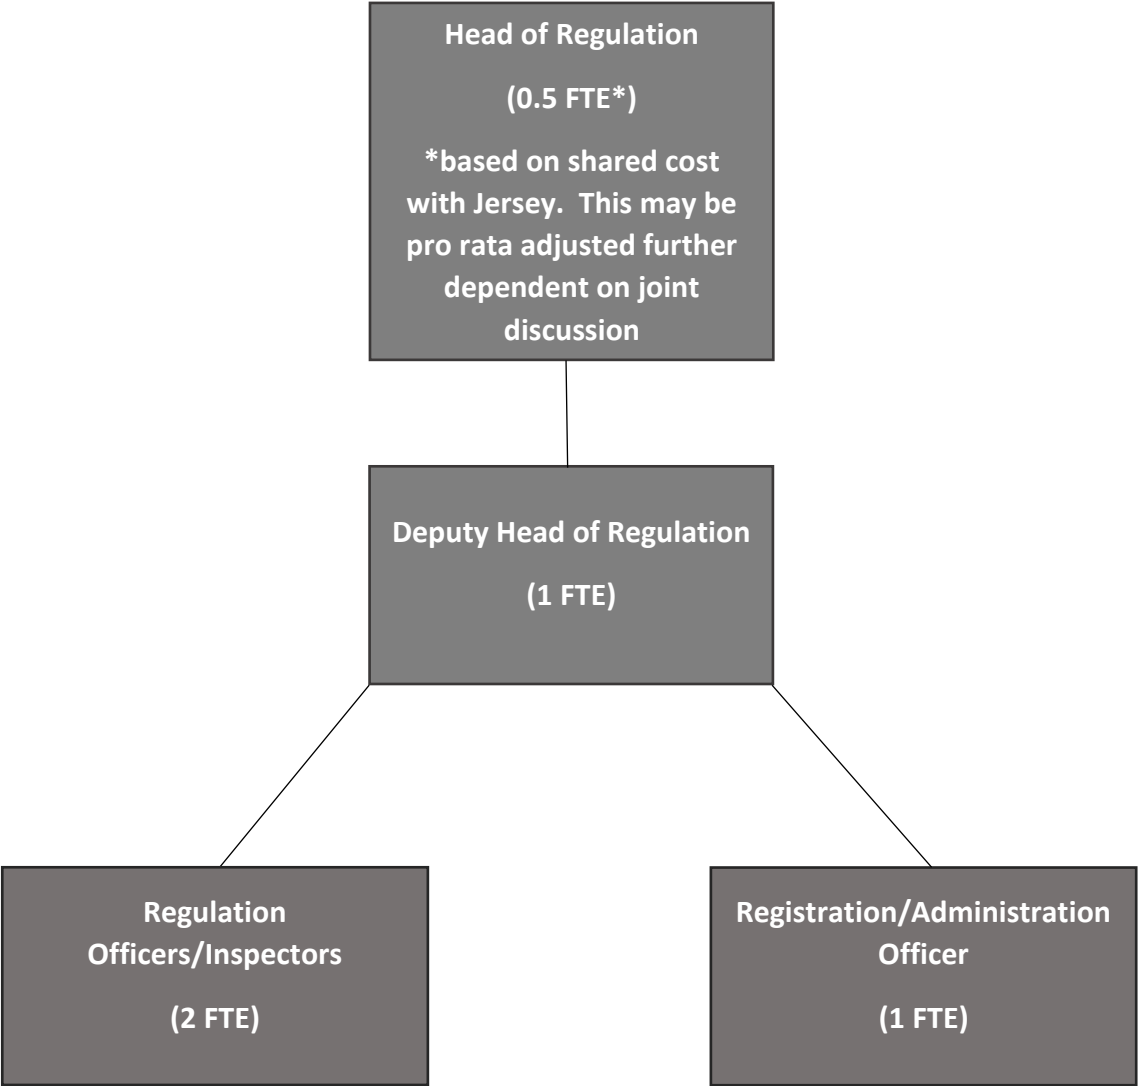 Head of Regulation
(0.5 FTE*)
*based on shared cost
with Jersey.  This may be
pro rata adjusted further
dependent on joint
discussion
Deputy Head of Regulation
(1 FTE)
Regulation
Officers/Inspectors
(2 FTE)
Registration/Administration
Officer
(1 FTE)